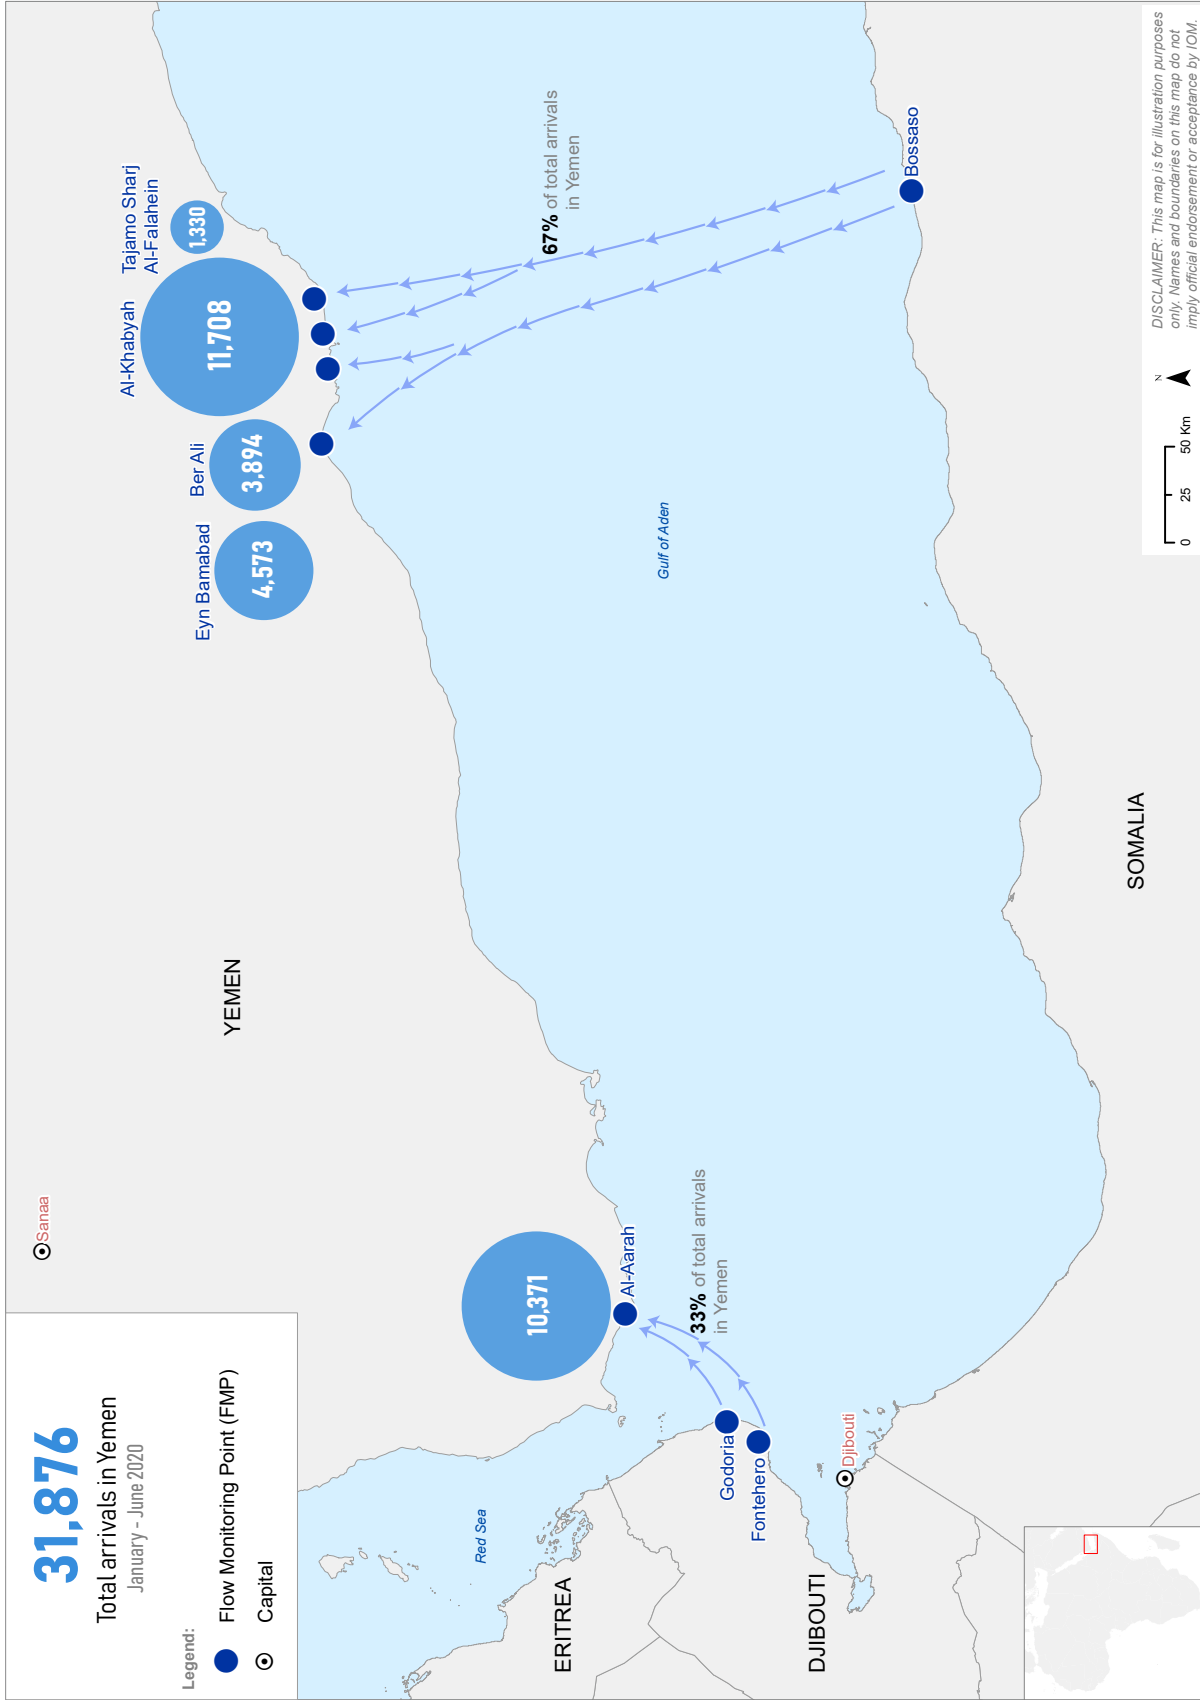 31,876
Total arrivals in Yemen
January - June 2020
Legend:
Flow Monitoring Point (FMP)
Capital
Sanaa
YEMEN
Eyn Bamabad
4,573
Ber Ali
3,894
Al-Khabyah
11,708
Tajamo Sharj
Al-Falahein
1,330
67% of total arrivals
in Yemen
Gulf of Aden
10,371
Al-Aarah
33% of total arrivals
in Yemen
Red Sea
Godoria
Fontehero
ERITREA
DJIBOUTI
Djibouti
Bossaso
SOMALIA
0 25 50 Km
N
DISCLAIMER: This map is for illustration purposes
only. Names and boundaries on this map do not
imply official endorsement or acceptance by IOM.